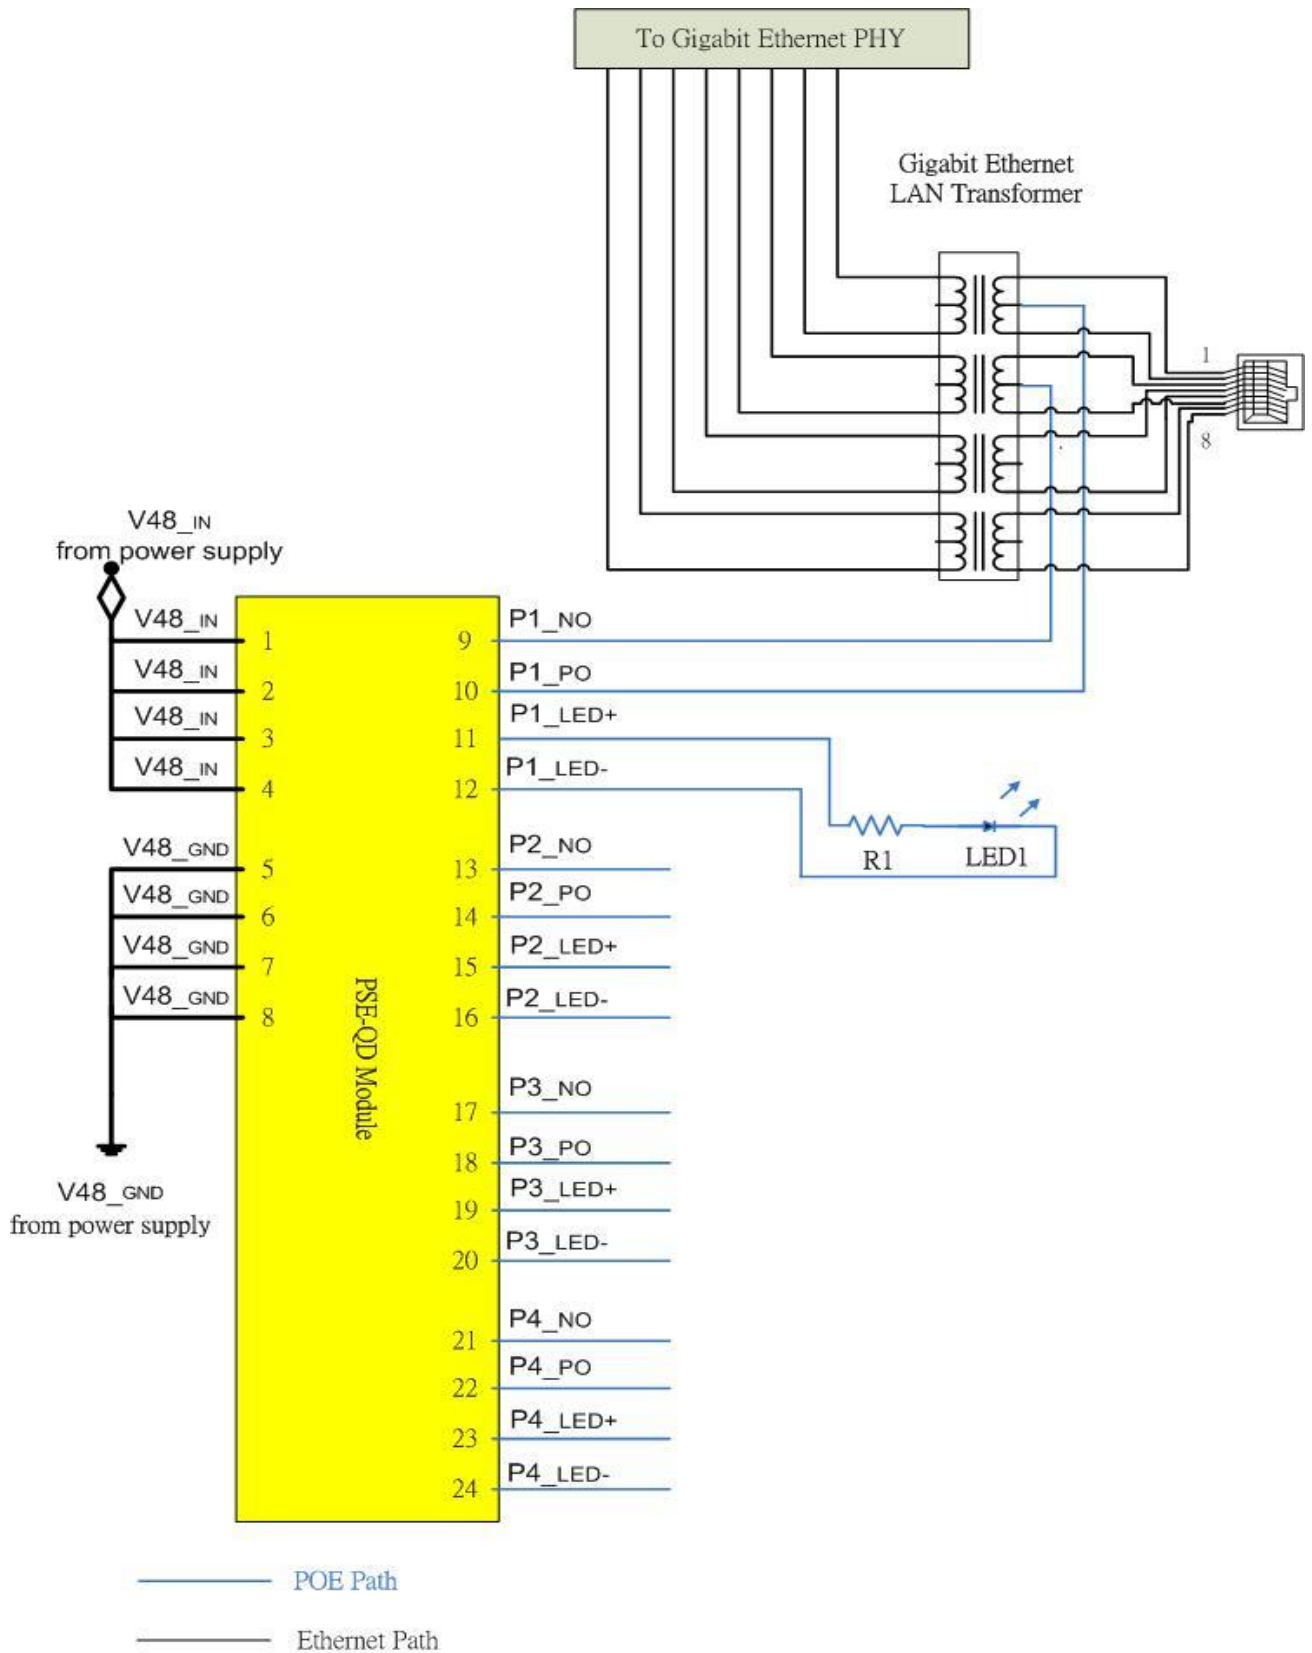 To Gigabit Ethernet PHY
Gigabit Ethernet
LAN Transformer
1
8
V48_IN
from power supply
V48_IN
1
V48_IN
2
V48_IN
3
V48_IN
4
V48_GND
5
V48_GND
6
V48_GND
7
V48_GND
8
V48_GND
from power supply
PSE-QD Module
P1_NO
9
P1_PO
10
P1_LED+
11
P1_LED-
12
R1
LED1
P2_NO
13
P2_PO
14
P2_LED+
15
P2_LED-
16
P3_NO
17
P3_PO
18
P3_LED+
19
P3_LED-
20
P4_NO
21
P4_PO
22
P4_LED+
23
P4_LED-
24
POE Path
Ethernet Path